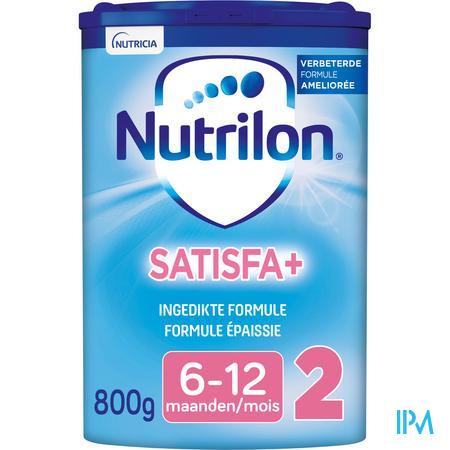 NUTRICIA
VERBETERDE
FORMULE
AMELIORÉE
Nutrilon®
SATISFA+
INGEDIKTE FORMULE
FORMULE ÉPAISSIE
800g
6-12
maanden/mois
2
IPM